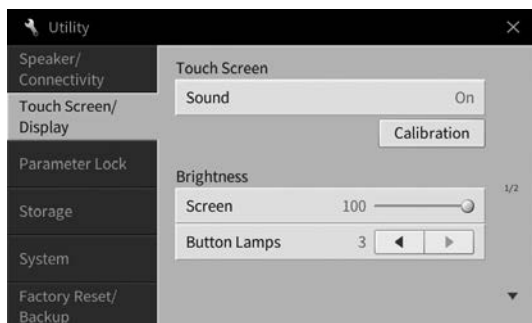 Utility
Speaker/
Connectivity
Touch Screen/
Display
Parameter Lock
Storage
System
Factory Reset/
Backup
Touch Screen
Sound On
Calibration
Brightness
Screen 100
Button Lamps 3
1/2